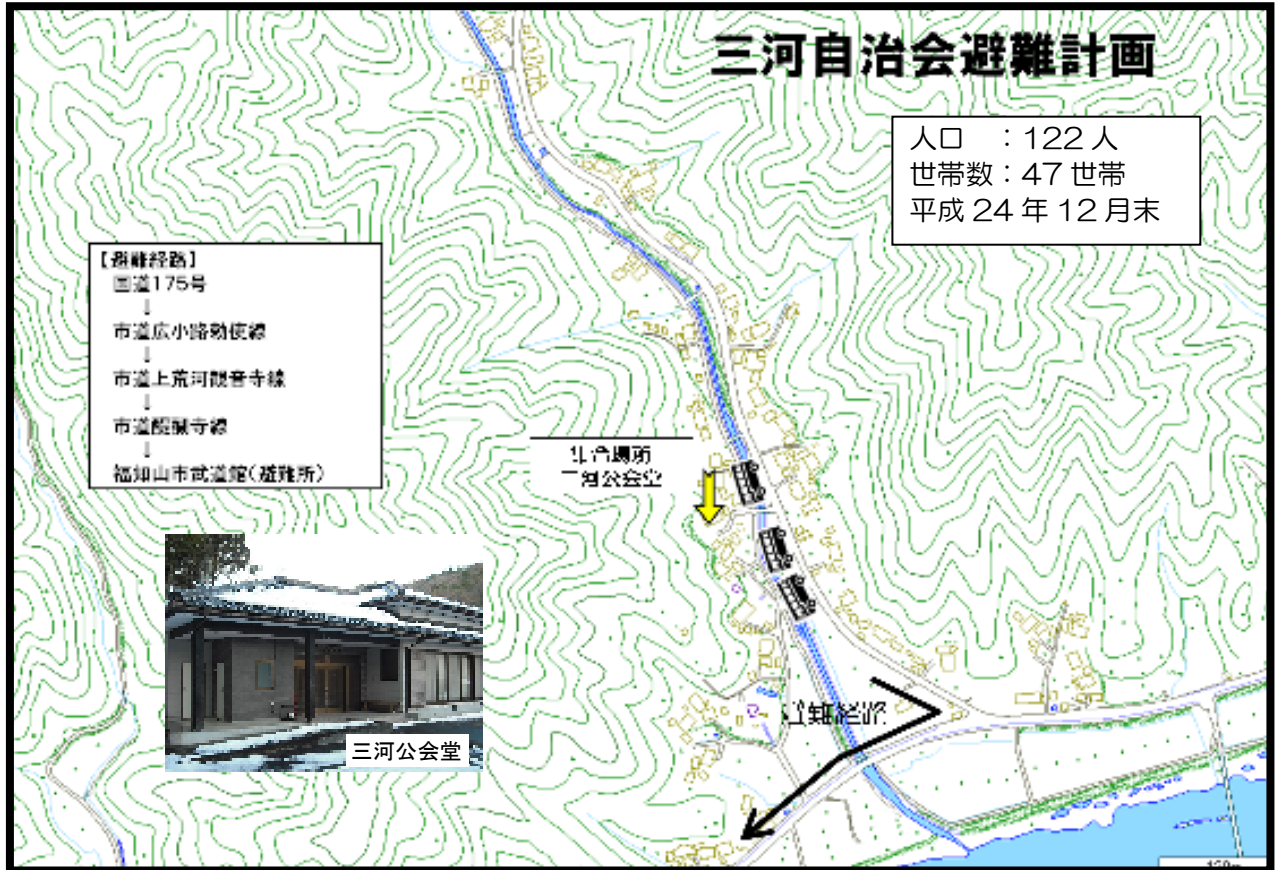 三河自治会避難計画
人口　：122人
世帯数：47世帯
平成24年12月末
【避難経路】
国道175号
↓
市道広小路勅使線
↓
市道上荒河観音寺線
↓
市道醍醐寺線
↓
福知山市武道館(避難所)
集合場所
三河公会堂
避難経路
三河公会堂